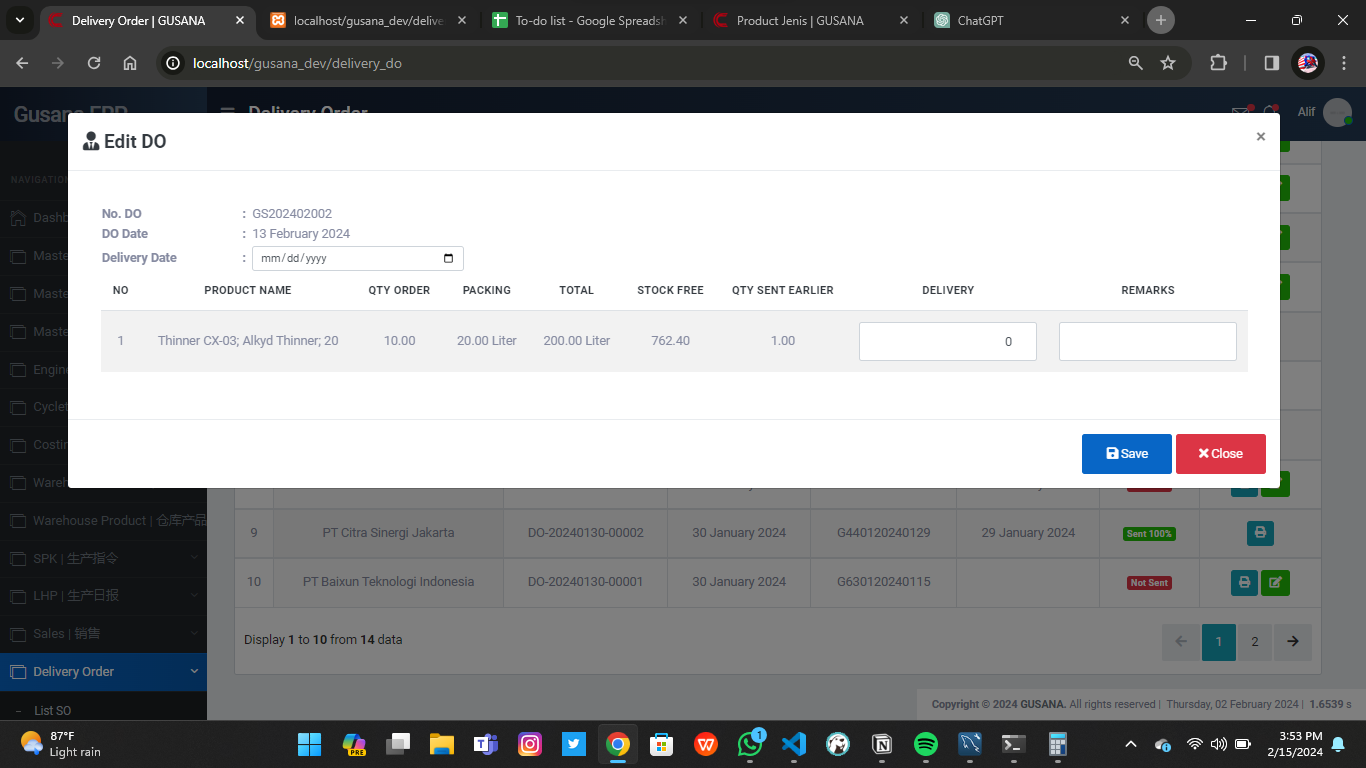 Delivery Order | GUSANA
localhost/gusana_dev/delive
To-do list - Google Spreadsh
Product Jenis | GUSANA
ChatGPT
localhost/gusana_dev/delivery_do
Gusana ERP
Delivery Order
Alif
Edit DO
×
No. DO : GS202402002
DO Date : 13 February 2024
Delivery Date : mm/dd/yyyy
NO PRODUCT NAME QTY ORDER PACKING TOTAL STOCK FREE QTY SENT EARLIER DELIVERY REMARKS
1 Thinner CX-03; Alkyd Thinner; 20 10.00 20.00 Liter 200.00 Liter 762.40 1.00 0
Save Close
NAVIGATION
Dashb
Maste
Maste
Maste
Engine
Cyclet
Costin
Wareh
Warehouse Product | 仓库产品
SPK | 生产指令
LHP | 生产日报
Sales | 销售
Delivery Order
– List SO
9 PT Citra Sinergi Jakarta DO-20240130-00002 30 January 2024 G440120240129 29 January 2024 Sent 100%
10 PT Baixun Teknologi Indonesia DO-20240130-00001 30 January 2024 G630120240115 Not Sent
Display 1 to 10 from 14 data
1 2
Copyright © 2024 GUSANA. All rights reserved | Thursday, 02 February 2024 | 1.6539 s
87°F
Light rain
PRE
1
3:53 PM
2/15/2024